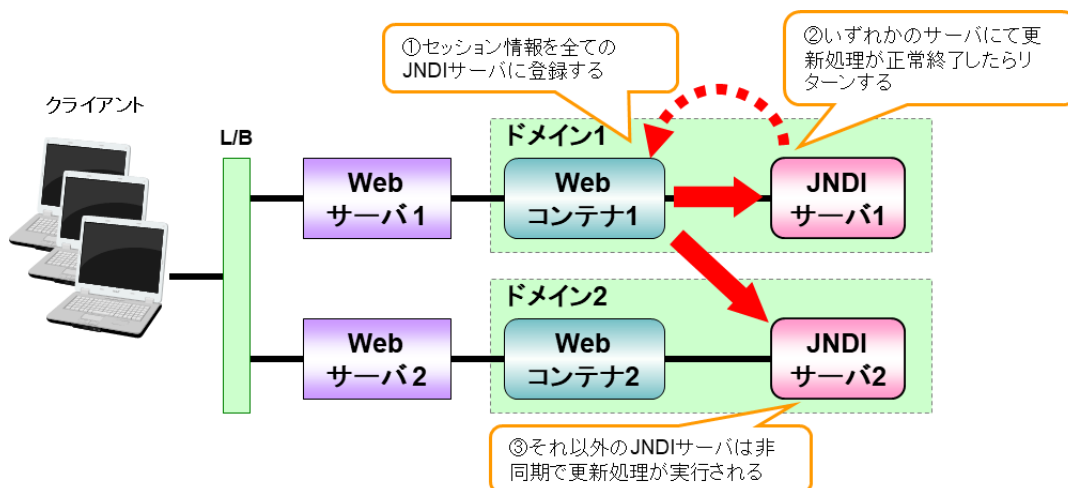 ①セッション情報を全ての
JNDIサーバに登録する
②いずれかのサーバにて更
新処理が正常終了したらリ
ターンする
クライアント
L/B
ドメイン1
Web
サーバ1
Web
コンテナ1
JNDI
サーバ1
ドメイン2
Web
サーバ2
Web
コンテナ2
JNDI
サーバ2
③それ以外のJNDIサーバは非
同期で更新処理が実行される